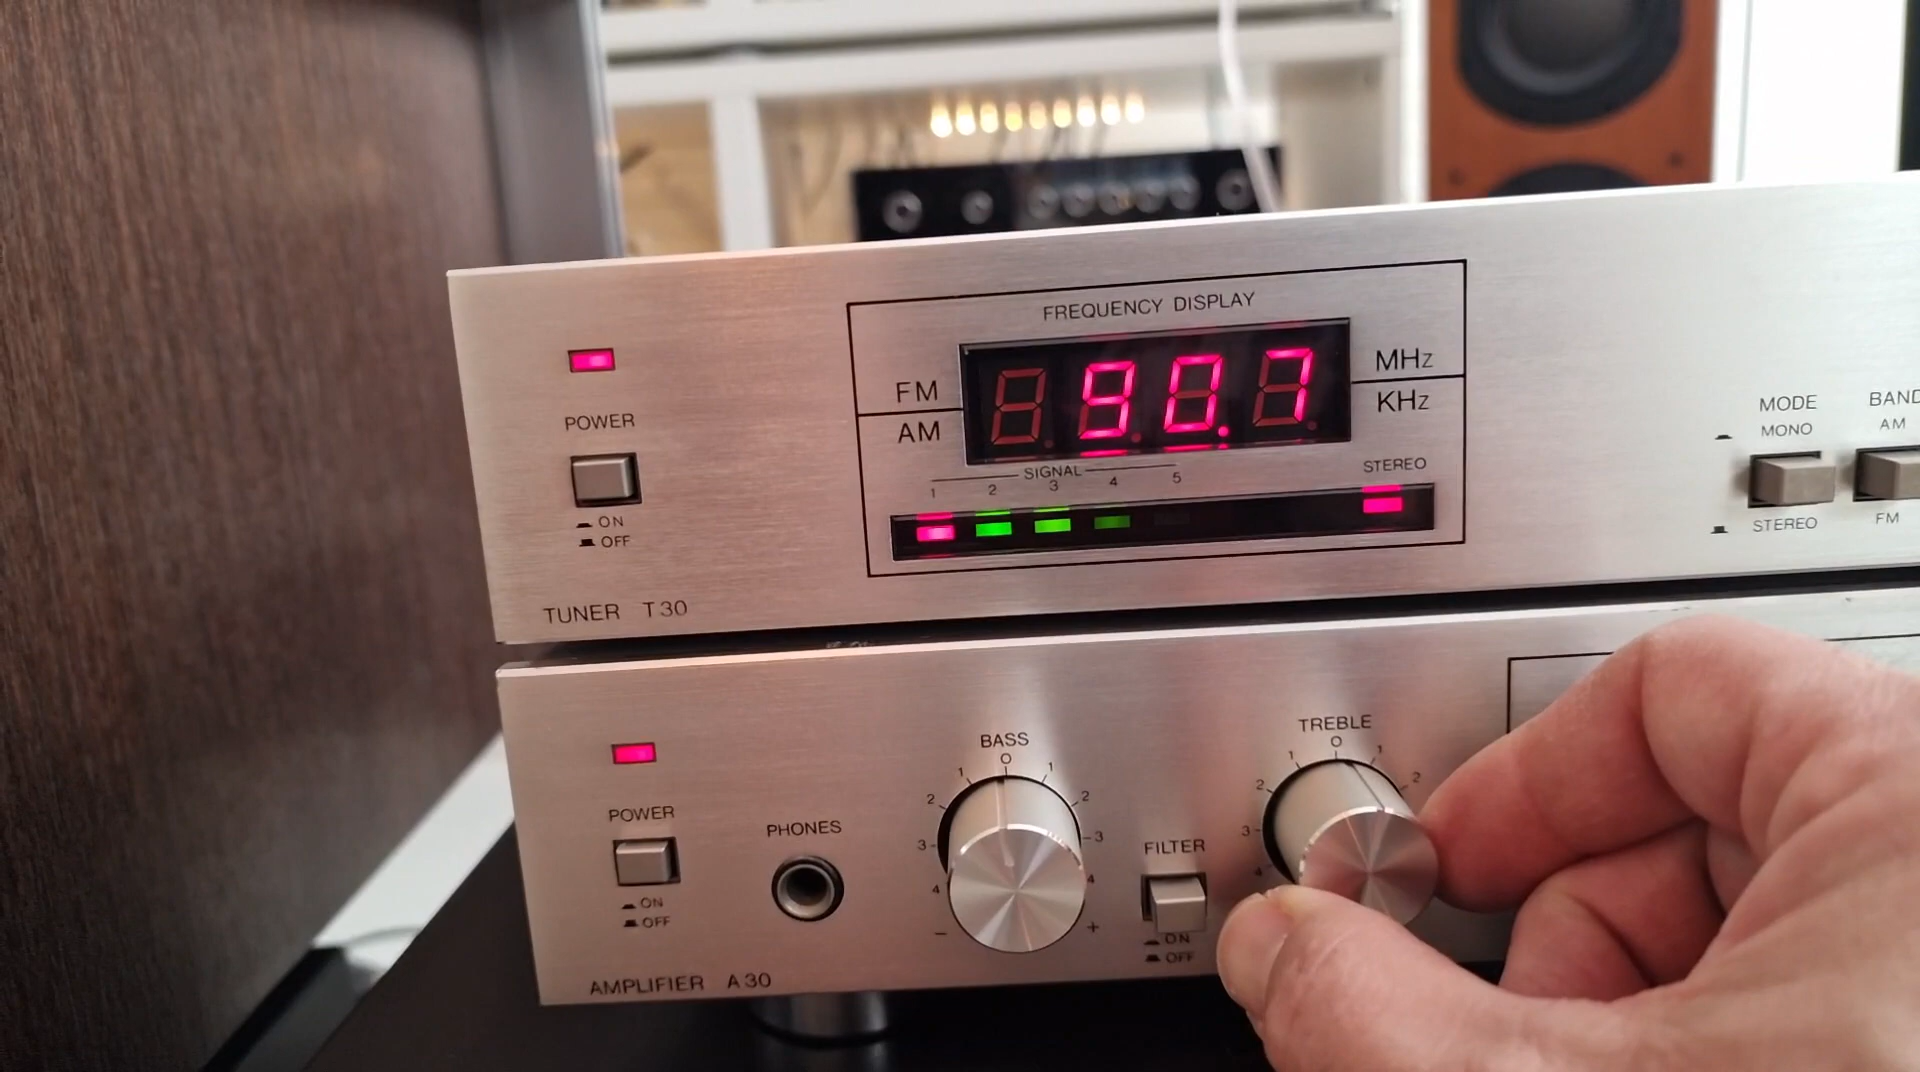 FREQUENCY DISPLAY
FM
AM
90.7
MHz
KHz
SIGNAL
1 2 3 4 5
STEREO
POWER
ON
OFF
TUNER T30
MODE
MONO
STEREO
BAND
AM
FM
POWER
ON
OFF
PHONES
BASS
0
1 1
2 2
3 3
4 4
- +
FILTER
ON
OFF
TREBLE
0
1 1
2 2
3
4
AMPLIFIER A30